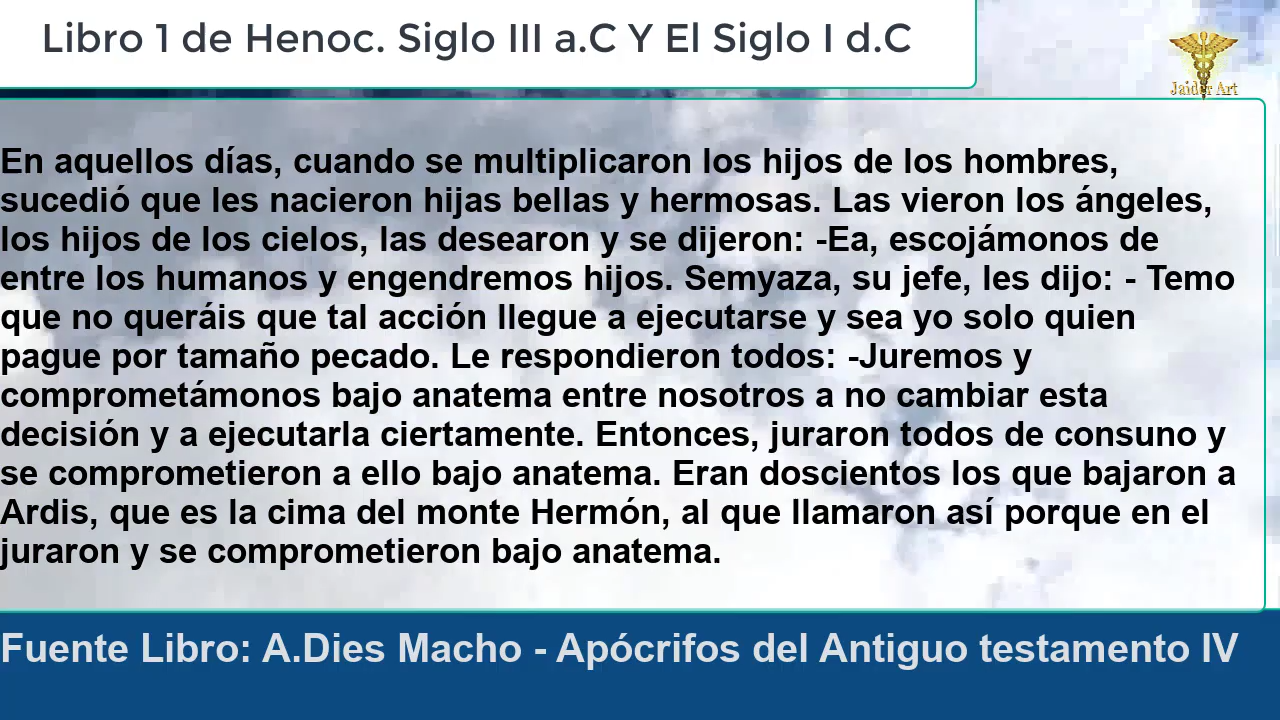 Libro 1 de Henoc. Siglo III a.C Y El Siglo I d.C
Jaider Art
En aquellos días, cuando se multiplicaron los hijos de los hombres,
sucedió que les nacieron hijas bellas y hermosas. Las vieron los ángeles,
los hijos de los cielos, las desearon y se dijeron: -Ea, escojámonos de
entre los humanos y engendremos hijos. Semyaza, su jefe, les dijo: - Temo
que no queráis que tal acción llegue a ejecutarse y sea yo solo quien
pague por tamaño pecado. Le respondieron todos: -Juremos y
comprometámonos bajo anatema entre nosotros a no cambiar esta
decisión y a ejecutarla ciertamente. Entonces, juraron todos de consuno y
se comprometieron a ello bajo anatema. Eran doscientos los que bajaron a
Ardis, que es la cima del monte Hermón, al que llamaron así porque en el
juraron y se comprometieron bajo anatema.
Fuente Libro: A.Dies Macho - Apócrifos del Antiguo testamento IV